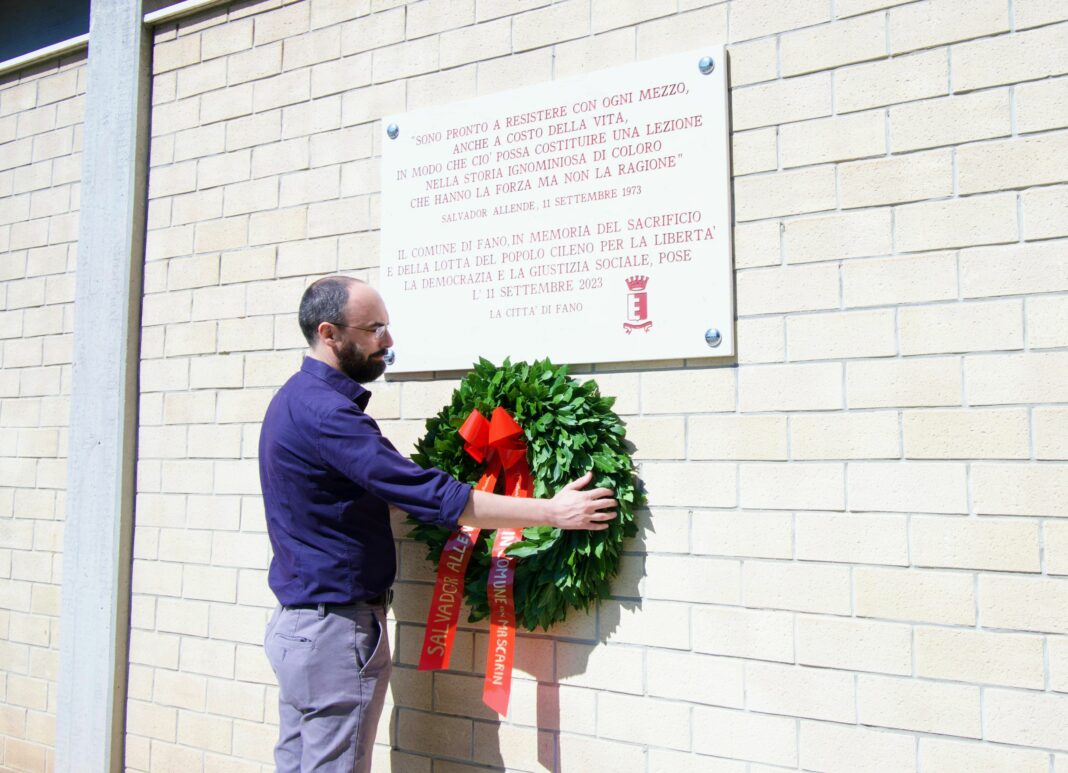 "SONO PRONTO A RESISTERE CON OGNI MEZZO,
ANCHE A COSTO DELLA VITA,
IN MODO CHE CIO' POSSA COSTITUIRE UNA LEZIONE
NELLA STORIA IGNOMINIOSA DI COLORO
CHE HANNO LA FORZA MA NON LA RAGIONE"
SALVADOR ALLENDE, 11 SETTEMBRE 1973
IL COMUNE DI FANO, IN MEMORIA DEL SACRIFICIO
E DELLA LOTTA DEL POPOLO CILENO PER LA LIBERTA'
LA DEMOCRAZIA E LA GIUSTIZIA SOCIALE, POSE
L' 11 SETTEMBRE 2023
LA CITTA' DI FANO
SALVADOR ALLEN
IN COMUNE MASCARIN